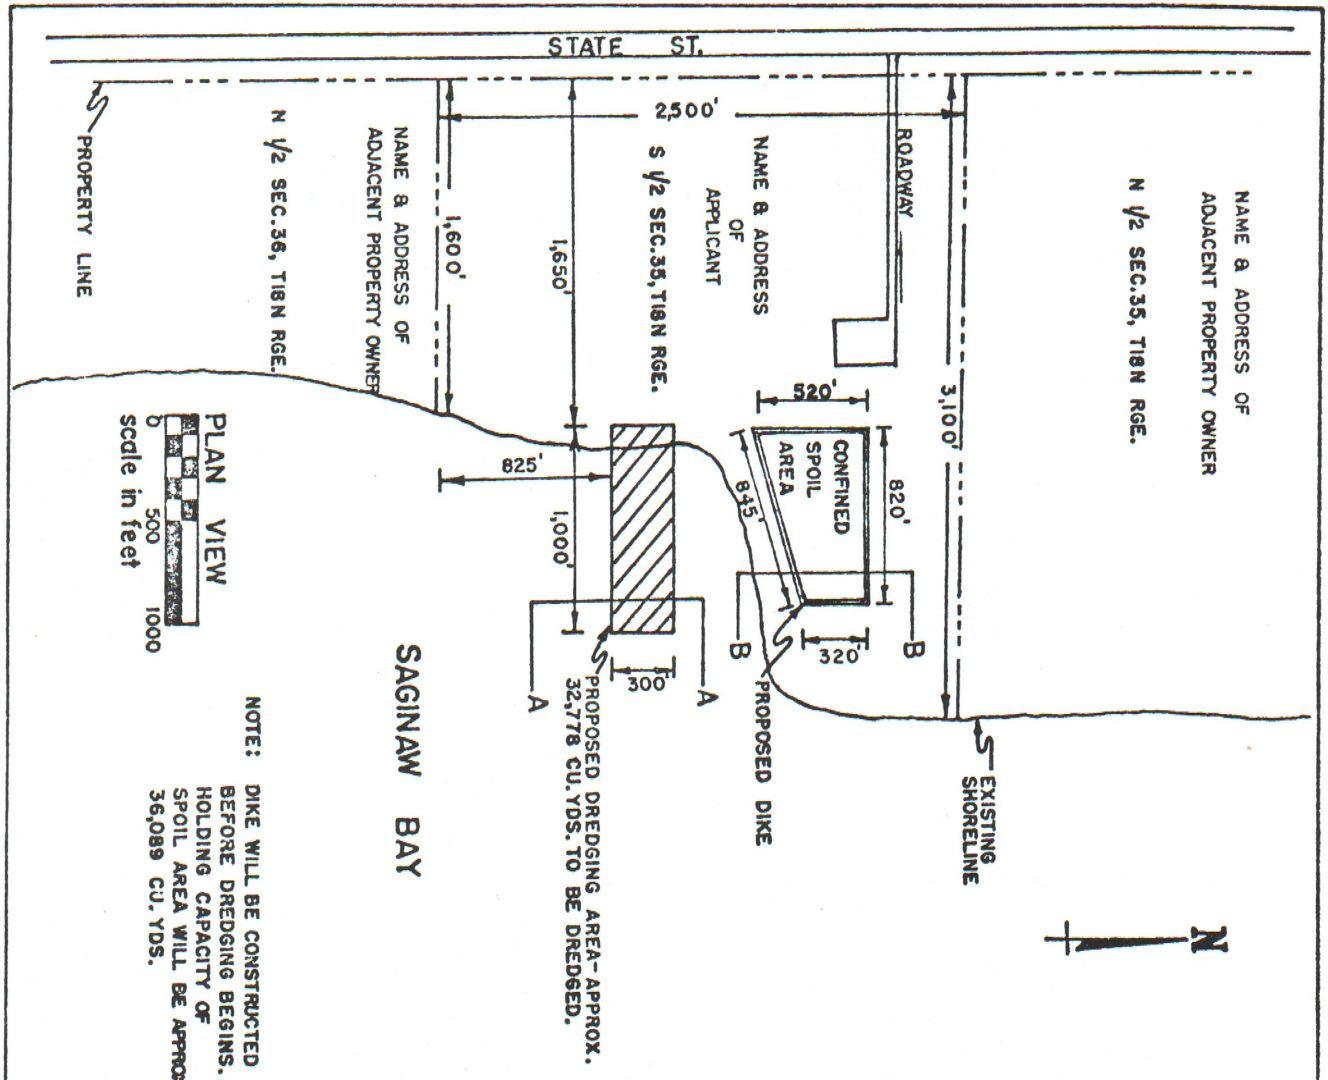 STATE ST.
2,500'
NAME & ADDRESS OF
ADJACENT PROPERTY OWNER
N 1/2 SEC.35, T18N RGE.
ROADWAY
NAME & ADDRESS
OF
APPLICANT
S 1/2 SEC.35, T18N RGE.
NAME & ADDRESS OF
ADJACENT PROPERTY OWNER
N 1/2 SEC.36, T18N RGE.
PROPERTY LINE
1,600'
1,650'
3,100'
520'
820'
CONFINED
SPOIL
AREA
845'
825'
1,000'
320'
300'
B
B
A
A
PROPOSED DIKE
EXISTING
SHORELINE
PROPOSED DREDGING AREA-APPROX.
32,778 CU. YDS. TO BE DREDGED.
SAGINAW BAY
PLAN VIEW
0 500 1000
scale in feet
NOTE: DIKE WILL BE CONSTRUCTED
BEFORE DREDGING BEGINS.
HOLDING CAPACITY OF
SPOIL AREA WILL BE APPROX
36,089 CU. YDS.
N